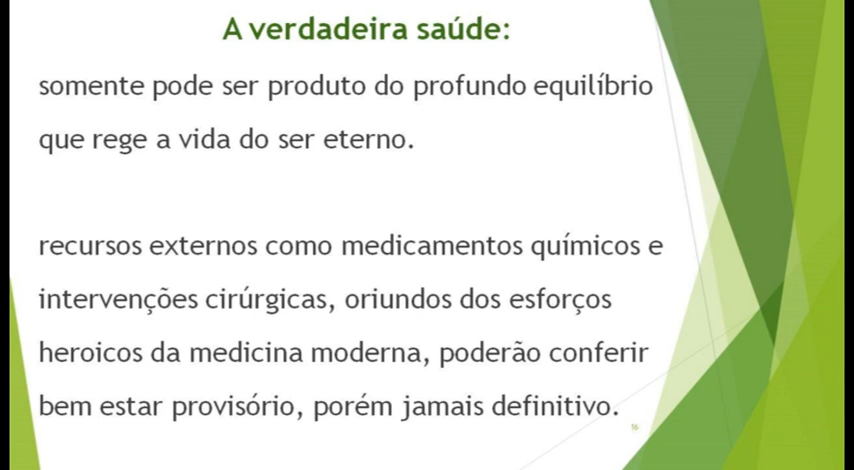 A verdadeira saúde:
somente pode ser produto do profundo equilíbrio
que rege a vida do ser eterno.
recursos externos como medicamentos químicos e
intervenções cirúrgicas, oriundos dos esforços
heroicos da medicina moderna, poderão conferir
bem estar provisório, porém jamais definitivo.
16